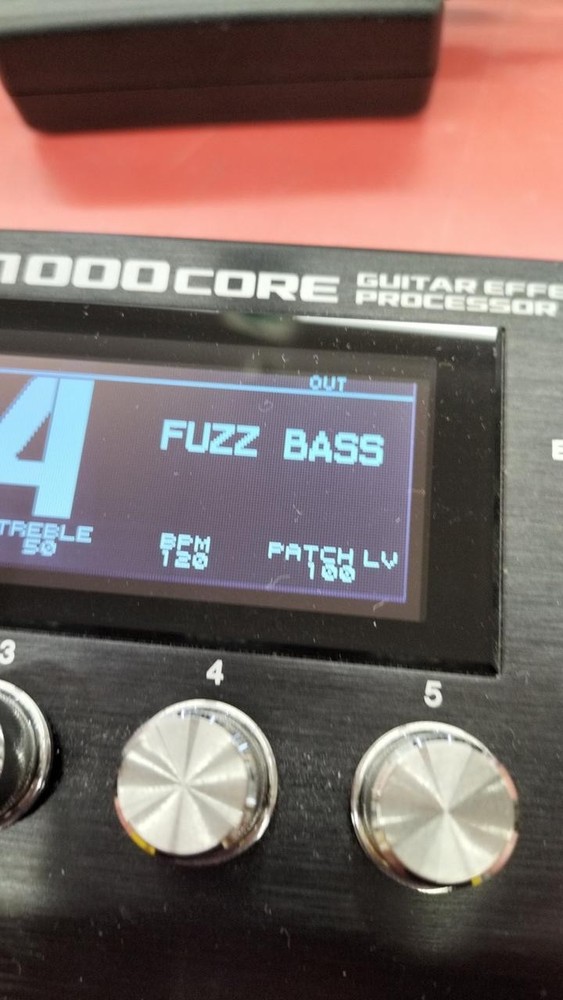 1000CORE
GUITAR EFFE
PROCESSOR
OUT
4
FUZZ BASS
TREBLE
50
BPM
120
PATCH LV
100
3
4
5